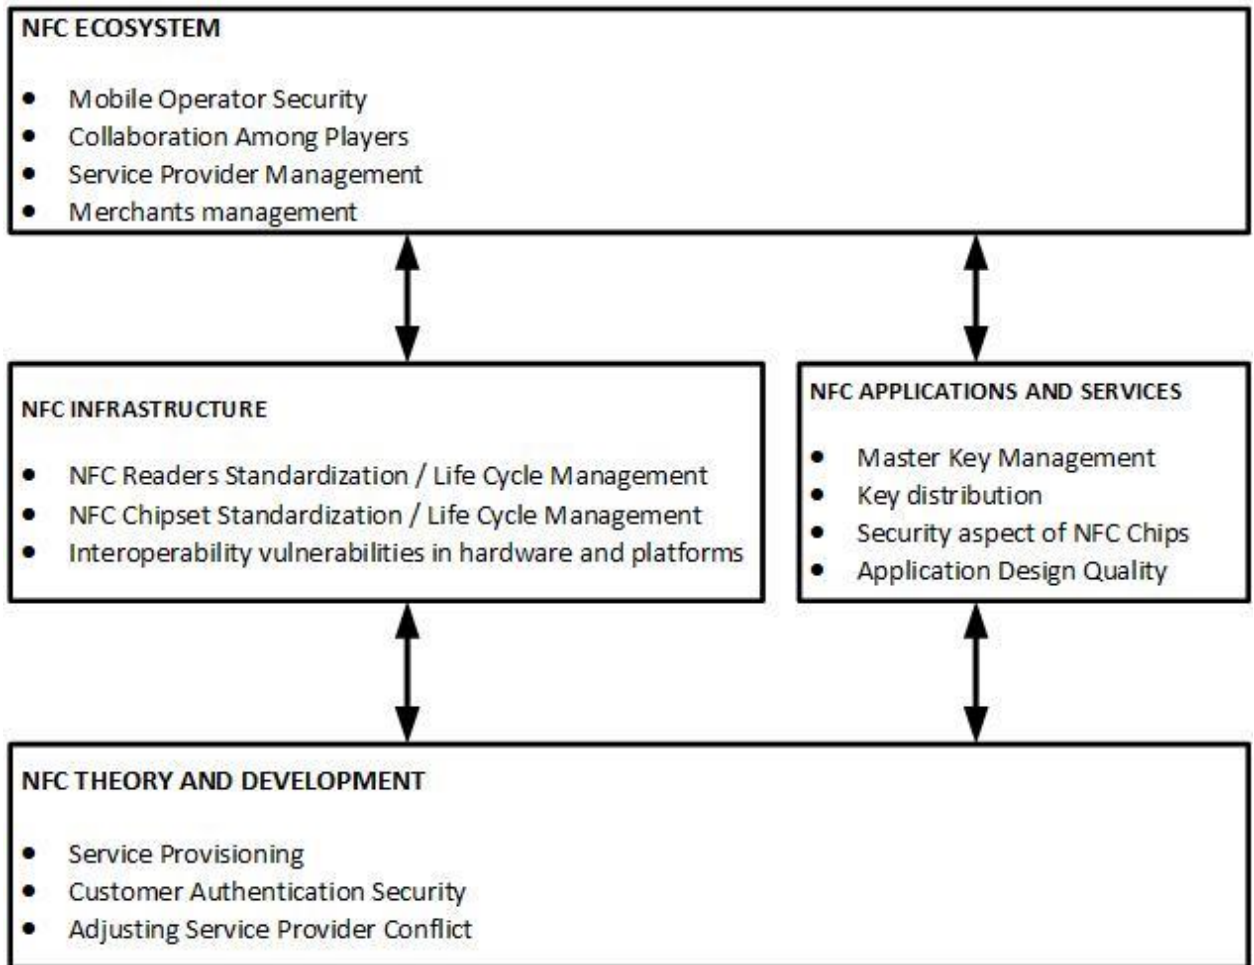 NFC ECOSYSTEM
● Mobile Operator Security
● Collaboration Among Players
● Service Provider Management
● Merchants management
NFC INFRASTRUCTURE
● NFC Readers Standardization / Life Cycle Management
● NFC Chipset Standardization / Life Cycle Management
● Interoperability vulnerabilities in hardware and platforms
NFC APPLICATIONS AND SERVICES
● Master Key Management
● Key distribution
● Security aspect of NFC Chips
● Application Design Quality
NFC THEORY AND DEVELOPMENT
● Service Provisioning
● Customer Authentication Security
● Adjusting Service Provider Conflict